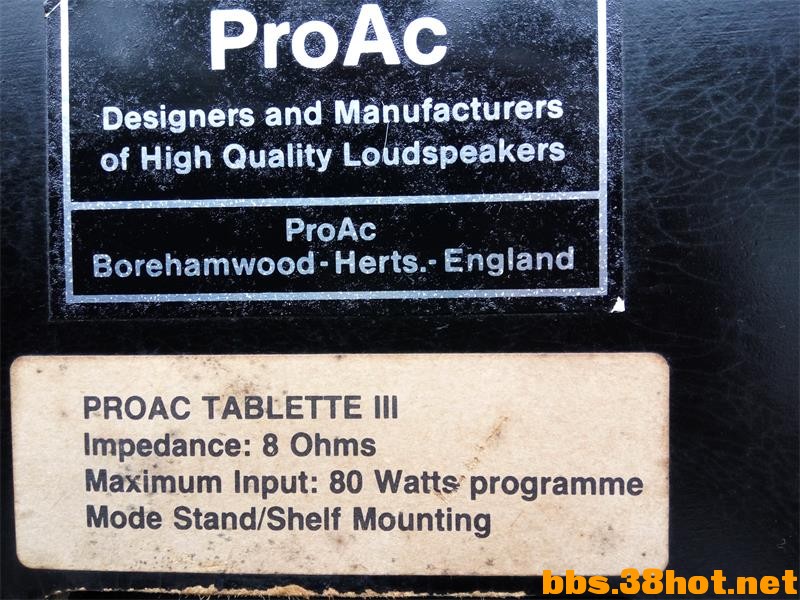 ProAc
Designers and Manufacturers
of High Quality Loudspeakers
ProAc
Borehamwood - Herts. - England
PROAC TABLETTE III
Impedance: 8 Ohms
Maximum Input: 80 Watts programme
Mode Stand/Shelf Mounting
bbs.38hot.net